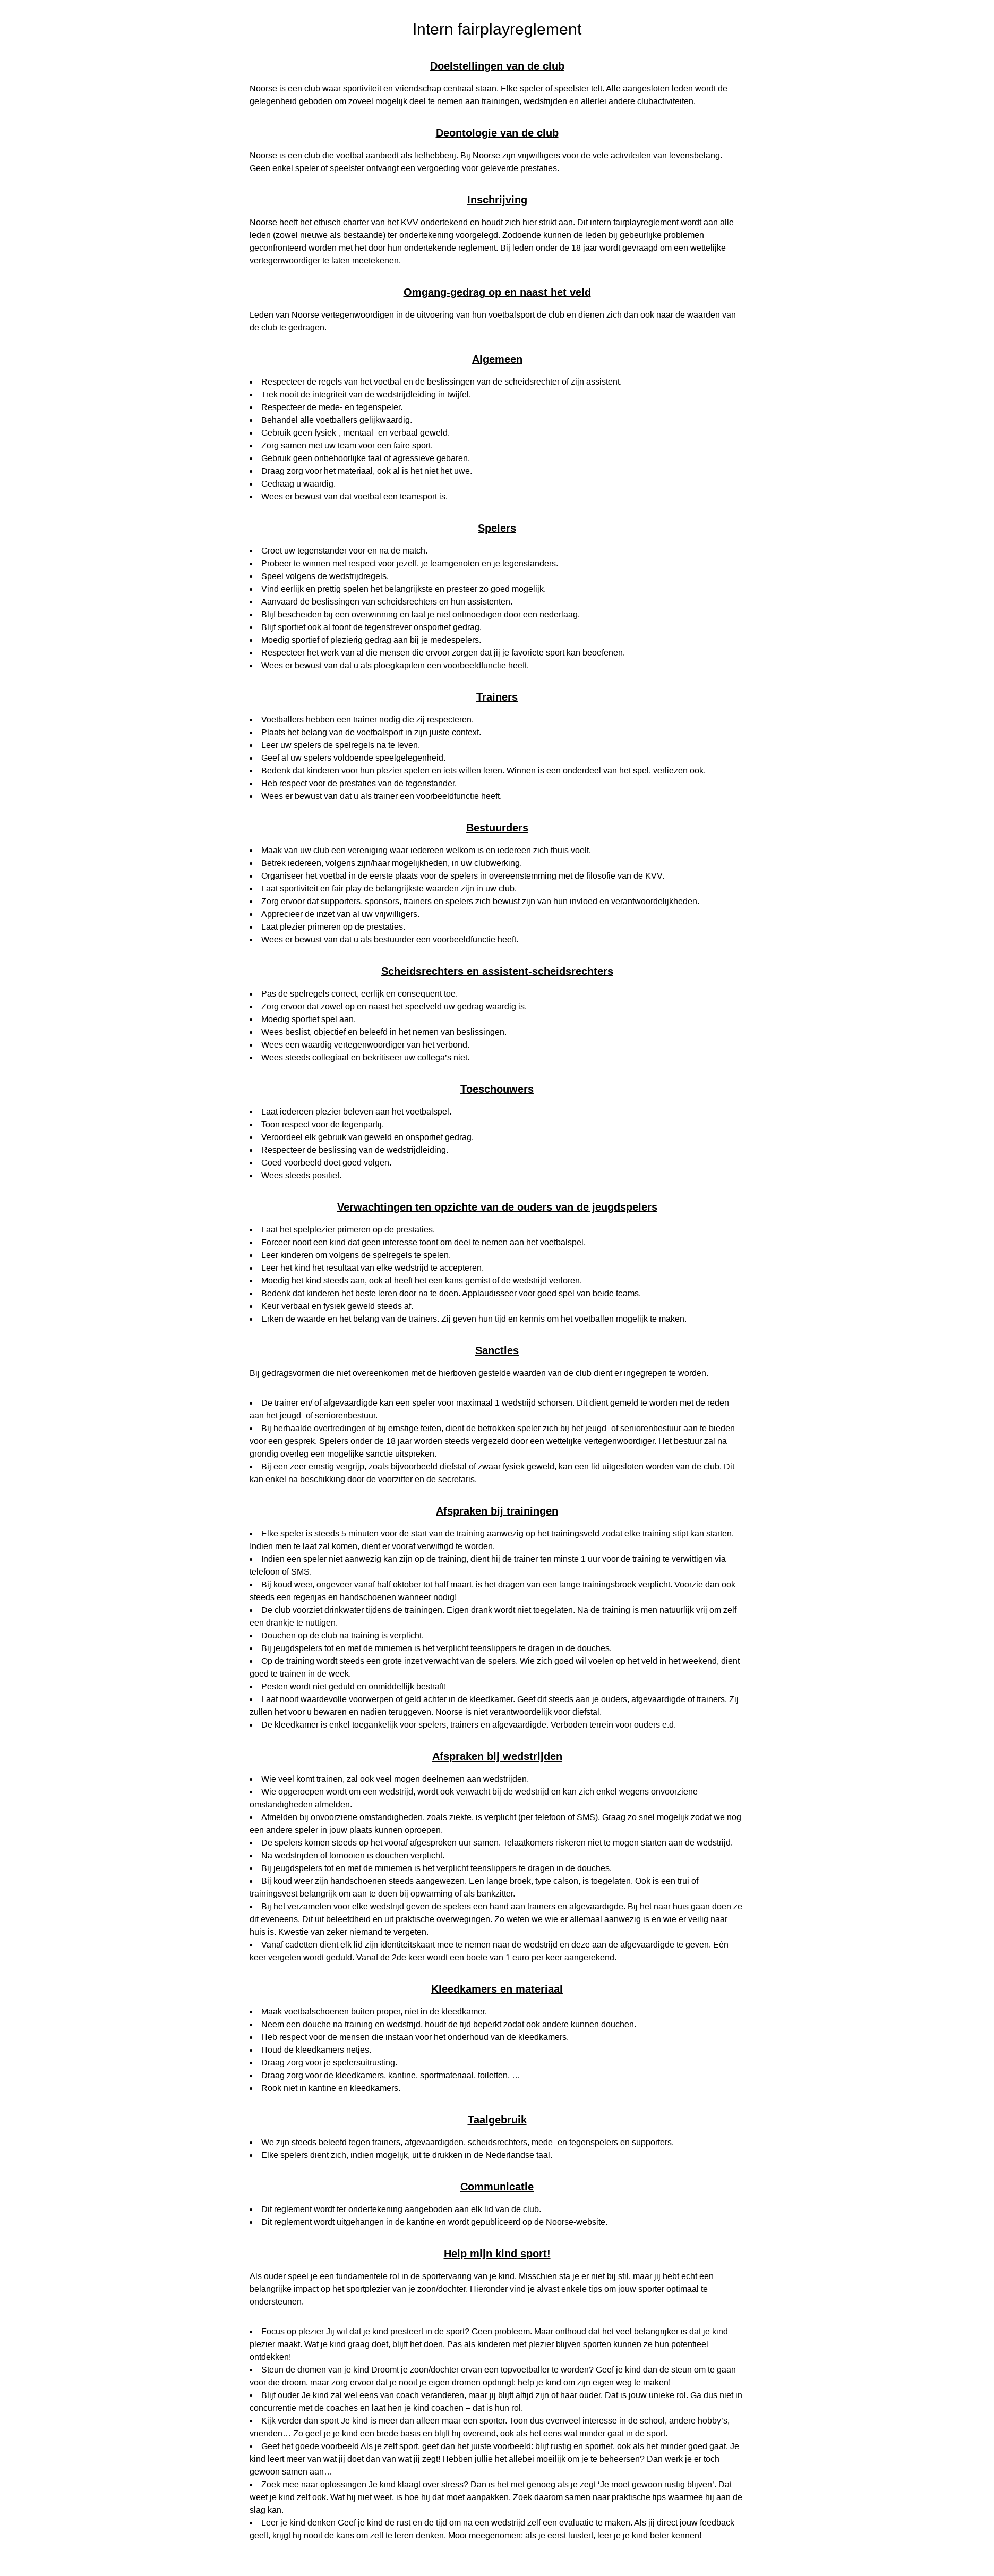 Intern fairplayreglement
Doelstellingen van de club
Noorse is een club waar sportiviteit en vriendschap centraal staan. Elke speler of speelster telt. Alle aangesloten leden wordt de
gelegenheid geboden om zoveel mogelijk deel te nemen aan trainingen, wedstrijden en allerlei andere clubactiviteiten.
Deontologie van de club
Noorse is een club die voetbal aanbiedt als liefhebberij. Bij Noorse zijn vrijwilligers voor de vele activiteiten van levensbelang.
Geen enkel speler of speelster ontvangt een vergoeding voor geleverde prestaties.
Inschrijving
Noorse heeft het ethisch charter van het KVV ondertekend en houdt zich hier strikt aan. Dit intern fairplayreglement wordt aan alle
leden (zowel nieuwe als bestaande) ter ondertekening voorgelegd. Zodoende kunnen de leden bij gebeurlijke problemen
geconfronteerd worden met het door hun ondertekende reglement. Bij leden onder de 18 jaar wordt gevraagd om een wettelijke
vertegenwoordiger te laten meetekenen.
Omgang-gedrag op en naast het veld
Leden van Noorse vertegenwoordigen in de uitvoering van hun voetbalsport de club en dienen zich dan ook naar de waarden van
de club te gedragen.
Algemeen
• Respecteer de regels van het voetbal en de beslissingen van de scheidsrechter of zijn assistent.
• Trek nooit de integriteit van de wedstrijdleiding in twijfel.
• Respecteer de mede- en tegenspeler.
• Behandel alle voetballers gelijkwaardig.
• Gebruik geen fysiek-, mentaal- en verbaal geweld.
• Zorg samen met uw team voor een faire sport.
• Gebruik geen onbehoorlijke taal of agressieve gebaren.
• Draag zorg voor het materiaal, ook al is het niet het uwe.
• Gedraag u waardig.
• Wees er bewust van dat voetbal een teamsport is.
Spelers
• Groet uw tegenstander voor en na de match.
• Probeer te winnen met respect voor jezelf, je teamgenoten en je tegenstanders.
• Speel volgens de wedstrijdregels.
• Vind eerlijk en prettig spelen het belangrijkste en presteer zo goed mogelijk.
• Aanvaard de beslissingen van scheidsrechters en hun assistenten.
• Blijf bescheiden bij een overwinning en laat je niet ontmoedigen door een nederlaag.
• Blijf sportief ook al toont de tegenstrever onsportief gedrag.
• Moedig sportief of plezierig gedrag aan bij je medespelers.
• Respecteer het werk van al die mensen die ervoor zorgen dat jij je favoriete sport kan beoefenen.
• Wees er bewust van dat u als ploegkapitein een voorbeeldfunctie heeft.
Trainers
• Voetballers hebben een trainer nodig die zij respecteren.
• Plaats het belang van de voetbalsport in zijn juiste context.
• Leer uw spelers de spelregels na te leven.
• Geef al uw spelers voldoende speelgelegenheid.
• Bedenk dat kinderen voor hun plezier spelen en iets willen leren. Winnen is een onderdeel van het spel. verliezen ook.
• Heb respect voor de prestaties van de tegenstander.
• Wees er bewust van dat u als trainer een voorbeeldfunctie heeft.
Bestuurders
• Maak van uw club een vereniging waar iedereen welkom is en iedereen zich thuis voelt.
• Betrek iedereen, volgens zijn/haar mogelijkheden, in uw clubwerking.
• Organiseer het voetbal in de eerste plaats voor de spelers in overeenstemming met de filosofie van de KVV.
• Laat sportiviteit en fair play de belangrijkste waarden zijn in uw club.
• Zorg ervoor dat supporters, sponsors, trainers en spelers zich bewust zijn van hun invloed en verantwoordelijkheden.
• Apprecieer de inzet van al uw vrijwilligers.
• Laat plezier primeren op de prestaties.
• Wees er bewust van dat u als bestuurder een voorbeeldfunctie heeft.
Scheidsrechters en assistent-scheidsrechters
• Pas de spelregels correct, eerlijk en consequent toe.
• Zorg ervoor dat zowel op en naast het speelveld uw gedrag waardig is.
• Moedig sportief spel aan.
• Wees beslist, objectief en beleefd in het nemen van beslissingen.
• Wees een waardig vertegenwoordiger van het verbond.
• Wees steeds collegiaal en bekritiseer uw collega’s niet.
Toeschouwers
• Laat iedereen plezier beleven aan het voetbalspel.
• Toon respect voor de tegenpartij.
• Veroordeel elk gebruik van geweld en onsportief gedrag.
• Respecteer de beslissing van de wedstrijdleiding.
• Goed voorbeeld doet goed volgen.
• Wees steeds positief.
Verwachtingen ten opzichte van de ouders van de jeugdspelers
• Laat het spelplezier primeren op de prestaties.
• Forceer nooit een kind dat geen interesse toont om deel te nemen aan het voetbalspel.
• Leer kinderen om volgens de spelregels te spelen.
• Leer het kind het resultaat van elke wedstrijd te accepteren.
• Moedig het kind steeds aan, ook al heeft het een kans gemist of de wedstrijd verloren.
• Bedenk dat kinderen het beste leren door na te doen. Applaudisseer voor goed spel van beide teams.
• Keur verbaal en fysiek geweld steeds af.
• Erken de waarde en het belang van de trainers. Zij geven hun tijd en kennis om het voetballen mogelijk te maken.
Sancties
Bij gedragsvormen die niet overeenkomen met de hierboven gestelde waarden van de club dient er ingegrepen te worden.
• De trainer en/ of afgevaardigde kan een speler voor maximaal 1 wedstrijd schorsen. Dit dient gemeld te worden met de reden
aan het jeugd- of seniorenbestuur.
• Bij herhaalde overtredingen of bij ernstige feiten, dient de betrokken speler zich bij het jeugd- of seniorenbestuur aan te bieden
voor een gesprek. Spelers onder de 18 jaar worden steeds vergezeld door een wettelijke vertegenwoordiger. Het bestuur zal na
grondig overleg een mogelijke sanctie uitspreken.
• Bij een zeer ernstig vergrijp, zoals bijvoorbeeld diefstal of zwaar fysiek geweld, kan een lid uitgesloten worden van de club. Dit
kan enkel na beschikking door de voorzitter en de secretaris.
Afspraken bij trainingen
• Elke speler is steeds 5 minuten voor de start van de training aanwezig op het trainingsveld zodat elke training stipt kan starten.
Indien men te laat zal komen, dient er vooraf verwittigd te worden.
• Indien een speler niet aanwezig kan zijn op de training, dient hij de trainer ten minste 1 uur voor de training te verwittigen via
telefoon of SMS.
• Bij koud weer, ongeveer vanaf half oktober tot half maart, is het dragen van een lange trainingsbroek verplicht. Voorzie dan ook
steeds een regenjas en handschoenen wanneer nodig!
• De club voorziet drinkwater tijdens de trainingen. Eigen drank wordt niet toegelaten. Na de training is men natuurlijk vrij om zelf
een drankje te nuttigen.
• Douchen op de club na training is verplicht.
• Bij jeugdspelers tot en met de miniemen is het verplicht teenslippers te dragen in de douches.
• Op de training wordt steeds een grote inzet verwacht van de spelers. Wie zich goed wil voelen op het veld in het weekend, dient
goed te trainen in de week.
• Pesten wordt niet geduld en onmiddellijk bestraft!
• Laat nooit waardevolle voorwerpen of geld achter in de kleedkamer. Geef dit steeds aan je ouders, afgevaardigde of trainers. Zij
zullen het voor u bewaren en nadien teruggeven. Noorse is niet verantwoordelijk voor diefstal.
• De kleedkamer is enkel toegankelijk voor spelers, trainers en afgevaardigde. Verboden terrein voor ouders e.d.
Afspraken bij wedstrijden
• Wie veel komt trainen, zal ook veel mogen deelnemen aan wedstrijden.
• Wie opgeroepen wordt om een wedstrijd, wordt ook verwacht bij de wedstrijd en kan zich enkel wegens onvoorziene
omstandigheden afmelden.
• Afmelden bij onvoorziene omstandigheden, zoals ziekte, is verplicht (per telefoon of SMS). Graag zo snel mogelijk zodat we nog
een andere speler in jouw plaats kunnen oproepen.
• De spelers komen steeds op het vooraf afgesproken uur samen. Telaatkomers riskeren niet te mogen starten aan de wedstrijd.
• Na wedstrijden of tornooien is douchen verplicht.
• Bij jeugdspelers tot en met de miniemen is het verplicht teenslippers te dragen in de douches.
• Bij koud weer zijn handschoenen steeds aangewezen. Een lange broek, type calson, is toegelaten. Ook is een trui of
trainingsvest belangrijk om aan te doen bij opwarming of als bankzitter.
• Bij het verzamelen voor elke wedstrijd geven de spelers een hand aan trainers en afgevaardigde. Bij het naar huis gaan doen ze
dit eveneens. Dit uit beleefdheid en uit praktische overwegingen. Zo weten we wie er allemaal aanwezig is en wie er veilig naar
huis is. Kwestie van zeker niemand te vergeten.
• Vanaf cadetten dient elk lid zijn identiteitskaart mee te nemen naar de wedstrijd en deze aan de afgevaardigde te geven. Eén
keer vergeten wordt geduld. Vanaf de 2de keer wordt een boete van 1 euro per keer aangerekend.
Kleedkamers en materiaal
• Maak voetbalschoenen buiten proper, niet in de kleedkamer.
• Neem een douche na training en wedstrijd, houdt de tijd beperkt zodat ook andere kunnen douchen.
• Heb respect voor de mensen die instaan voor het onderhoud van de kleedkamers.
• Houd de kleedkamers netjes.
• Draag zorg voor je spelersuitrusting.
• Draag zorg voor de kleedkamers, kantine, sportmateriaal, toiletten, …
• Rook niet in kantine en kleedkamers.
Taalgebruik
• We zijn steeds beleefd tegen trainers, afgevaardigden, scheidsrechters, mede- en tegenspelers en supporters.
• Elke spelers dient zich, indien mogelijk, uit te drukken in de Nederlandse taal.
Communicatie
• Dit reglement wordt ter ondertekening aangeboden aan elk lid van de club.
• Dit reglement wordt uitgehangen in de kantine en wordt gepubliceerd op de Noorse-website.
Help mijn kind sport!
Als ouder speel je een fundamentele rol in de sportervaring van je kind. Misschien sta je er niet bij stil, maar jij hebt echt een
belangrijke impact op het sportplezier van je zoon/dochter. Hieronder vind je alvast enkele tips om jouw sporter optimaal te
ondersteunen.
• Focus op plezier Jij wil dat je kind presteert in de sport? Geen probleem. Maar onthoud dat het veel belangrijker is dat je kind
plezier maakt. Wat je kind graag doet, blijft het doen. Pas als kinderen met plezier blijven sporten kunnen ze hun potentieel
ontdekken!
• Steun de dromen van je kind Droomt je zoon/dochter ervan een topvoetballer te worden? Geef je kind dan de steun om te gaan
voor die droom, maar zorg ervoor dat je nooit je eigen dromen opdringt: help je kind om zijn eigen weg te maken!
• Blijf ouder Je kind zal wel eens van coach veranderen, maar jij blijft altijd zijn of haar ouder. Dat is jouw unieke rol. Ga dus niet in
concurrentie met de coaches en laat hen je kind coachen – dat is hun rol.
• Kijk verder dan sport Je kind is meer dan alleen maar een sporter. Toon dus evenveel interesse in de school, andere hobby’s,
vrienden… Zo geef je je kind een brede basis en blijft hij overeind, ook als het eens wat minder gaat in de sport.
• Geef het goede voorbeeld Als je zelf sport, geef dan het juiste voorbeeld: blijf rustig en sportief, ook als het minder goed gaat. Je
kind leert meer van wat jij doet dan van wat jij zegt! Hebben jullie het allebei moeilijk om je te beheersen? Dan werk je er toch
gewoon samen aan…
• Zoek mee naar oplossingen Je kind klaagt over stress? Dan is het niet genoeg als je zegt ‘Je moet gewoon rustig blijven’. Dat
weet je kind zelf ook. Wat hij niet weet, is hoe hij dat moet aanpakken. Zoek daarom samen naar praktische tips waarmee hij aan de
slag kan.
• Leer je kind denken Geef je kind de rust en de tijd om na een wedstrijd zelf een evaluatie te maken. Als jij direct jouw feedback
geeft, krijgt hij nooit de kans om zelf te leren denken. Mooi meegenomen: als je eerst luistert, leer je je kind beter kennen!